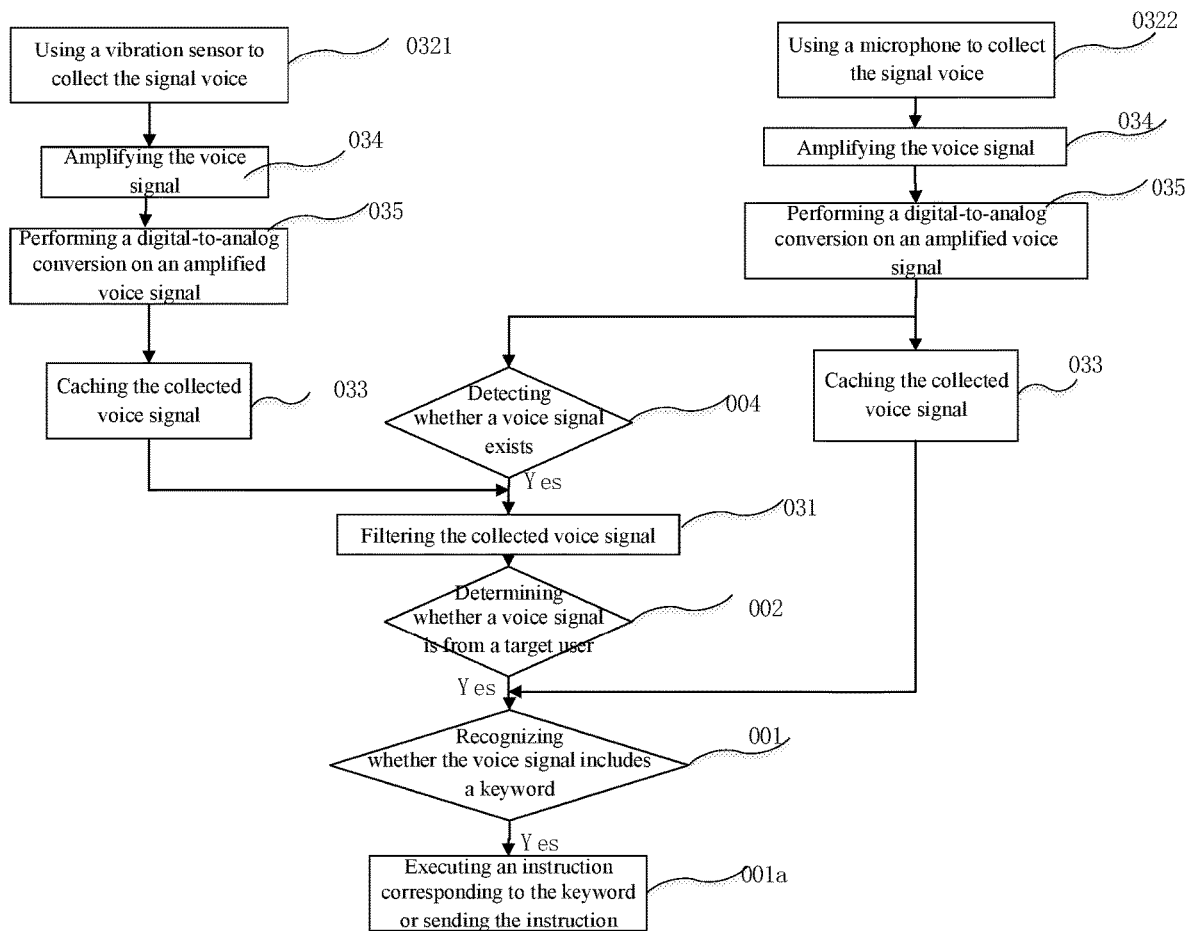 Using a vibration sensor to
collect the signal voice
0321
Using a microphone to collect
the signal voice
0322
Amplifying the voice
signal
034
Amplifying the voice signal
034
Performing a digital-to-analog
conversion on an amplified
voice signal
035
Performing a digital-to-analog
conversion on an amplified voice
signal
035
Caching the collected
voice signal
033
Detecting
whether a voice signal
exists
004
Caching the collected
voice signal
033
Yes
Filtering the collected voice signal
031
Determining
whether a voice signal
is from a target user
002
Yes
Recognizing
whether the voice signal includes
a keyword
001
Yes
Executing an instruction
corresponding to the keyword
or sending the instruction
001a